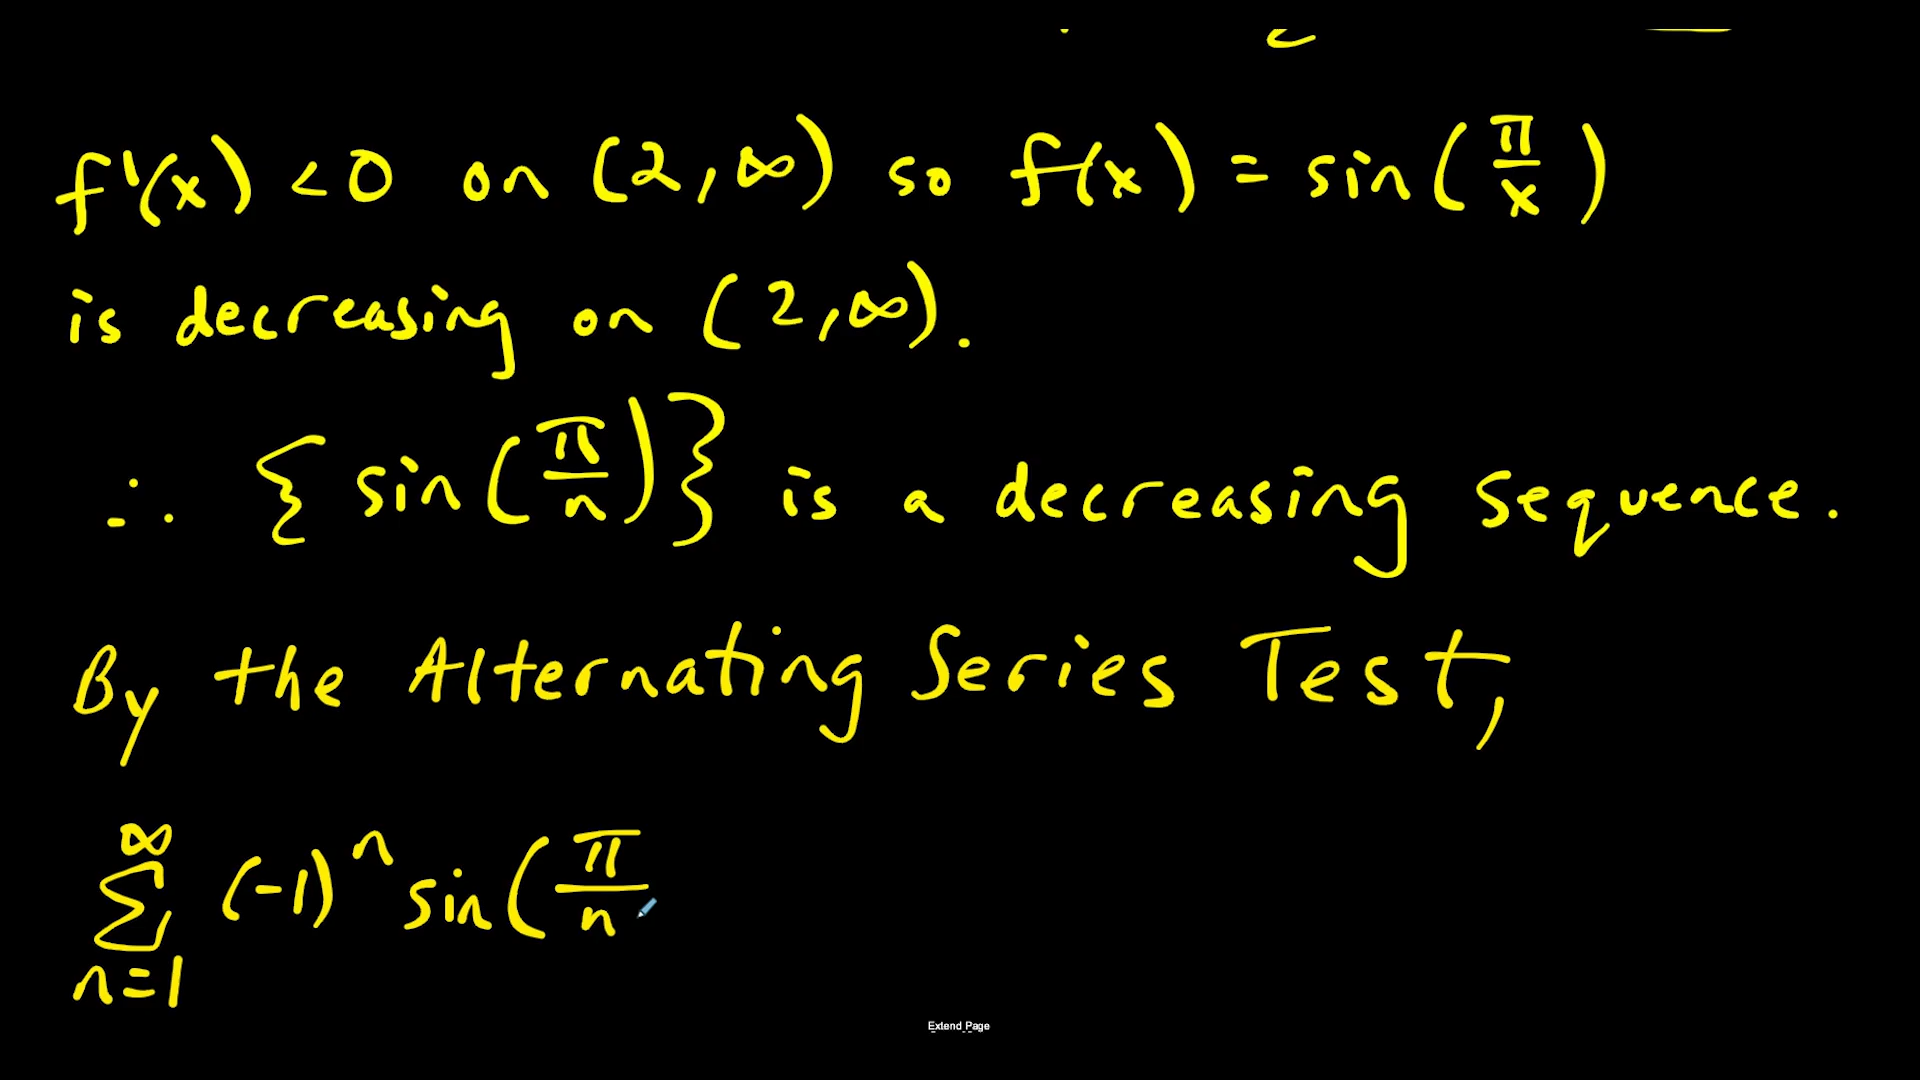 f'(x) < 0 on (2, ∞) so f(x) = sin(π/x)
is decreasing on (2, ∞).
∴ {sin(π/n)} is a decreasing sequence.
By the Alternating Series Test,
∑_{n=1}^{∞} (-1)^n sin(π/n
Extend Page